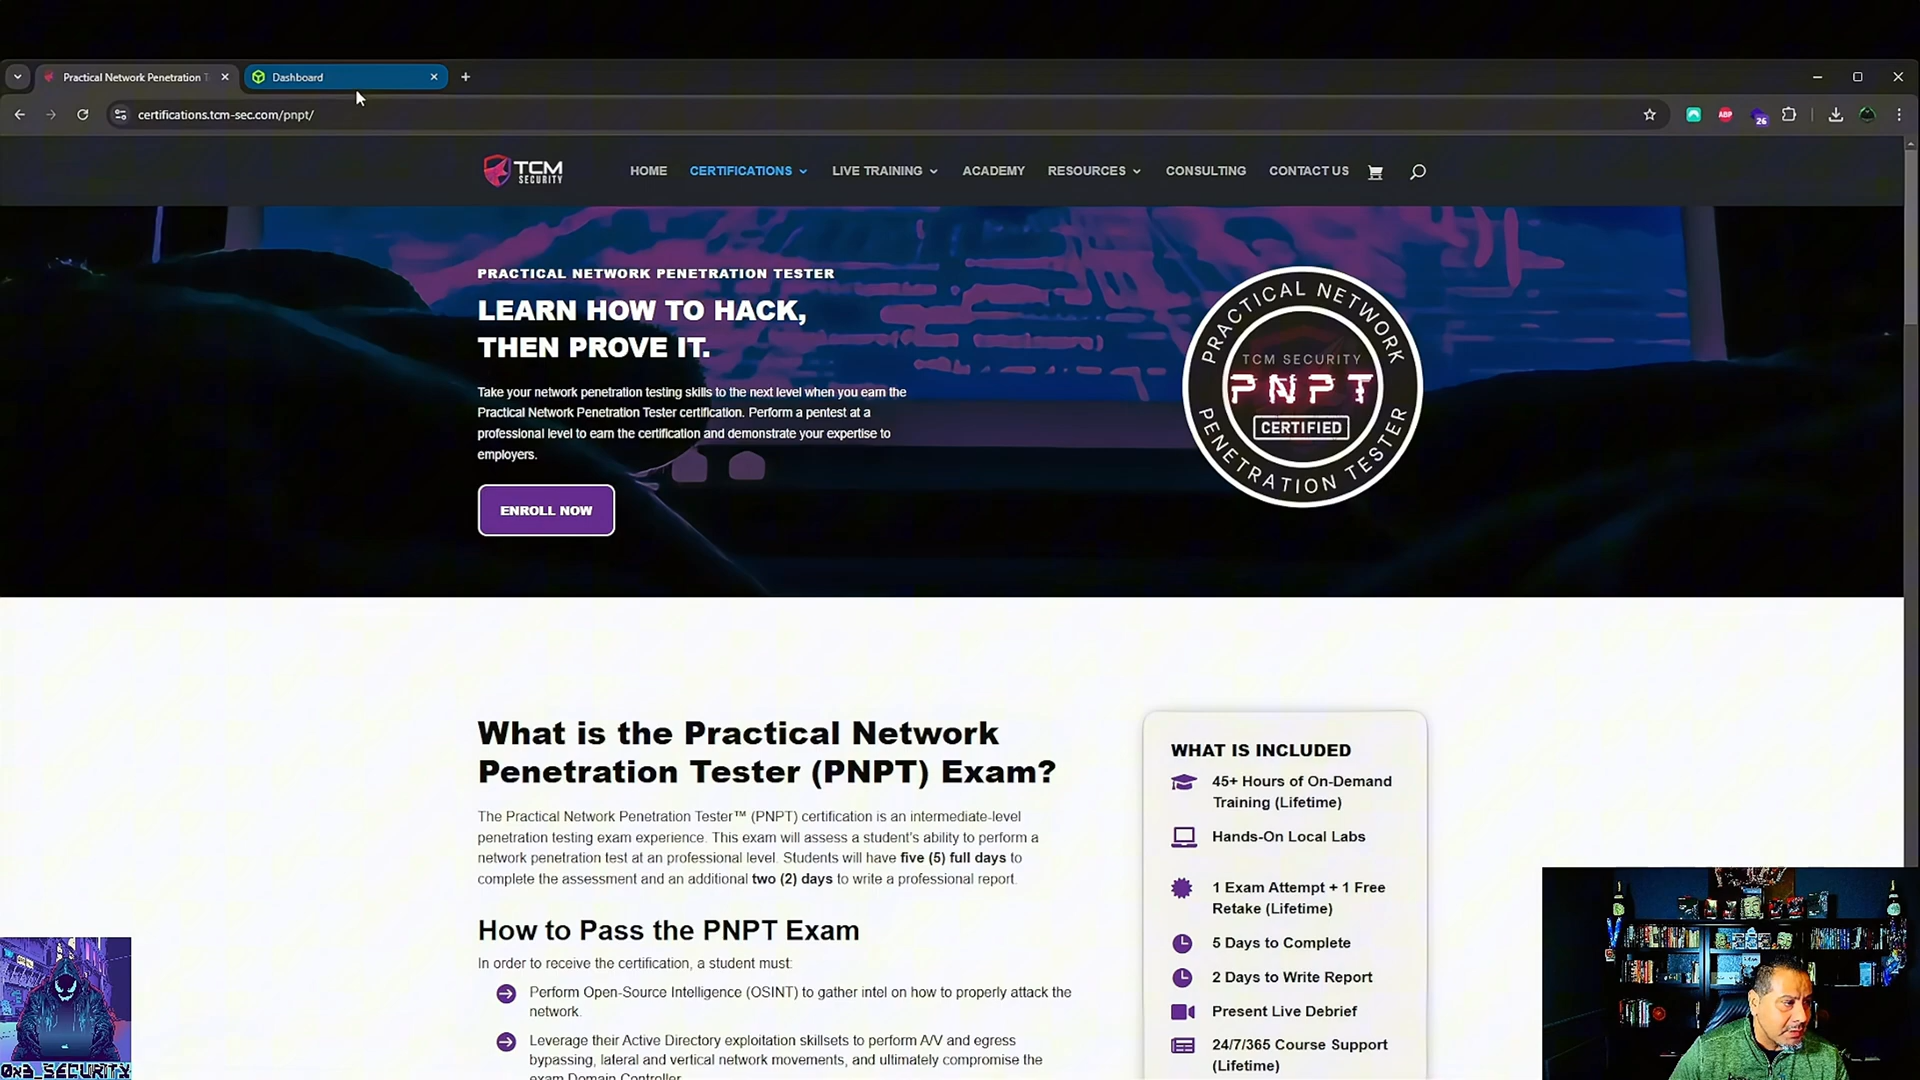 Practical Network Penetration T
Dashboard
certifications.tcm-sec.com/pnpt/
ABP
26
TCM
SECURITY
HOME
CERTIFICATIONS
LIVE TRAINING
ACADEMY
RESOURCES
CONSULTING
CONTACT US
PRACTICAL NETWORK PENETRATION TESTER
LEARN HOW TO HACK,
THEN PROVE IT.
Take your network penetration testing skills to the next level when you earn the
Practical Network Penetration Tester certification. Perform a pentest at a
professional level to earn the certification and demonstrate your expertise to
employers.
ENROLL NOW
PRACTICAL NETWORK
TCM SECURITY
PNPT
CERTIFIED
PENETRATION TESTER
What is the Practical Network
Penetration Tester (PNPT) Exam?
The Practical Network Penetration Tester™ (PNPT) certification is an intermediate-level
penetration testing exam experience. This exam will assess a student's ability to perform a
network penetration test at an professional level. Students will have five (5) full days to
complete the assessment and an additional two (2) days to write a professional report.
How to Pass the PNPT Exam
In order to receive the certification, a student must:
Perform Open-Source Intelligence (OSINT) to gather intel on how to properly attack the
network.
Leverage their Active Directory exploitation skillsets to perform A/V and egress
bypassing, lateral and vertical network movements, and ultimately compromise the
exam Domain Controller.
WHAT IS INCLUDED
45+ Hours of On-Demand
Training (Lifetime)
Hands-On Local Labs
1 Exam Attempt + 1 Free
Retake (Lifetime)
5 Days to Complete
2 Days to Write Report
Present Live Debrief
24/7/365 Course Support
(Lifetime)
0x3_SECURITY